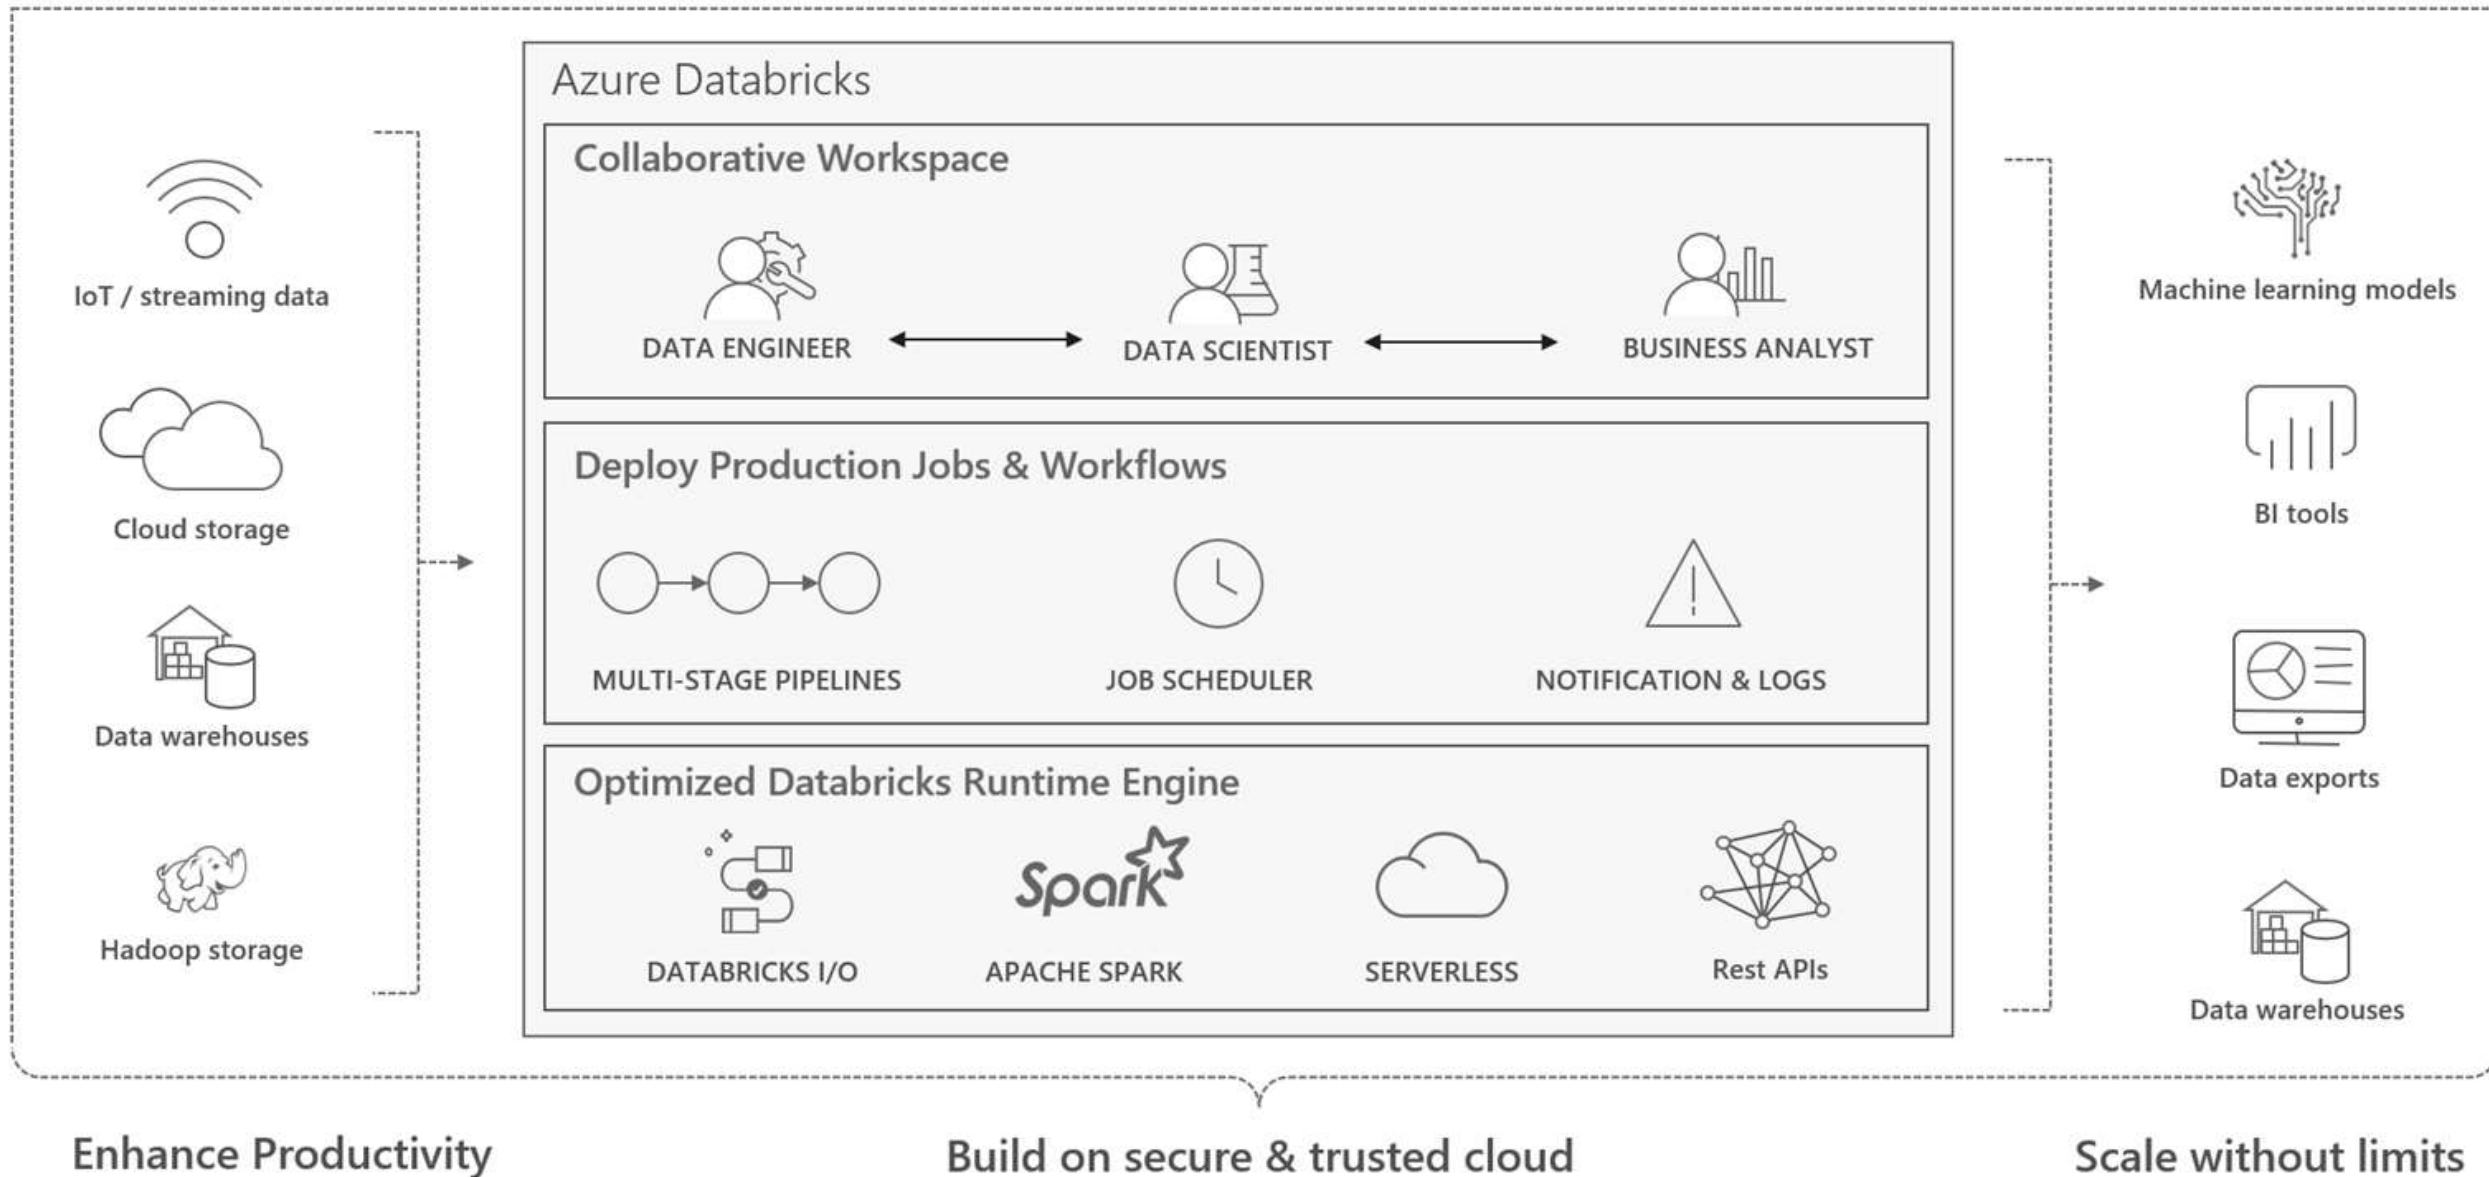 Azure Databricks
Collaborative Workspace
DATA ENGINEER
DATA SCIENTIST
BUSINESS ANALYST
Deploy Production Jobs & Workflows
MULTI-STAGE PIPELINES
JOB SCHEDULER
NOTIFICATION & LOGS
Optimized Databricks Runtime Engine
Spark
DATABRICKS I/O
APACHE SPARK
SERVERLESS
Rest APIs
IoT / streaming data
Cloud storage
Data warehouses
Hadoop storage
Machine learning models
BI tools
Data exports
Data warehouses
Enhance Productivity
Build on secure & trusted cloud
Scale without limits